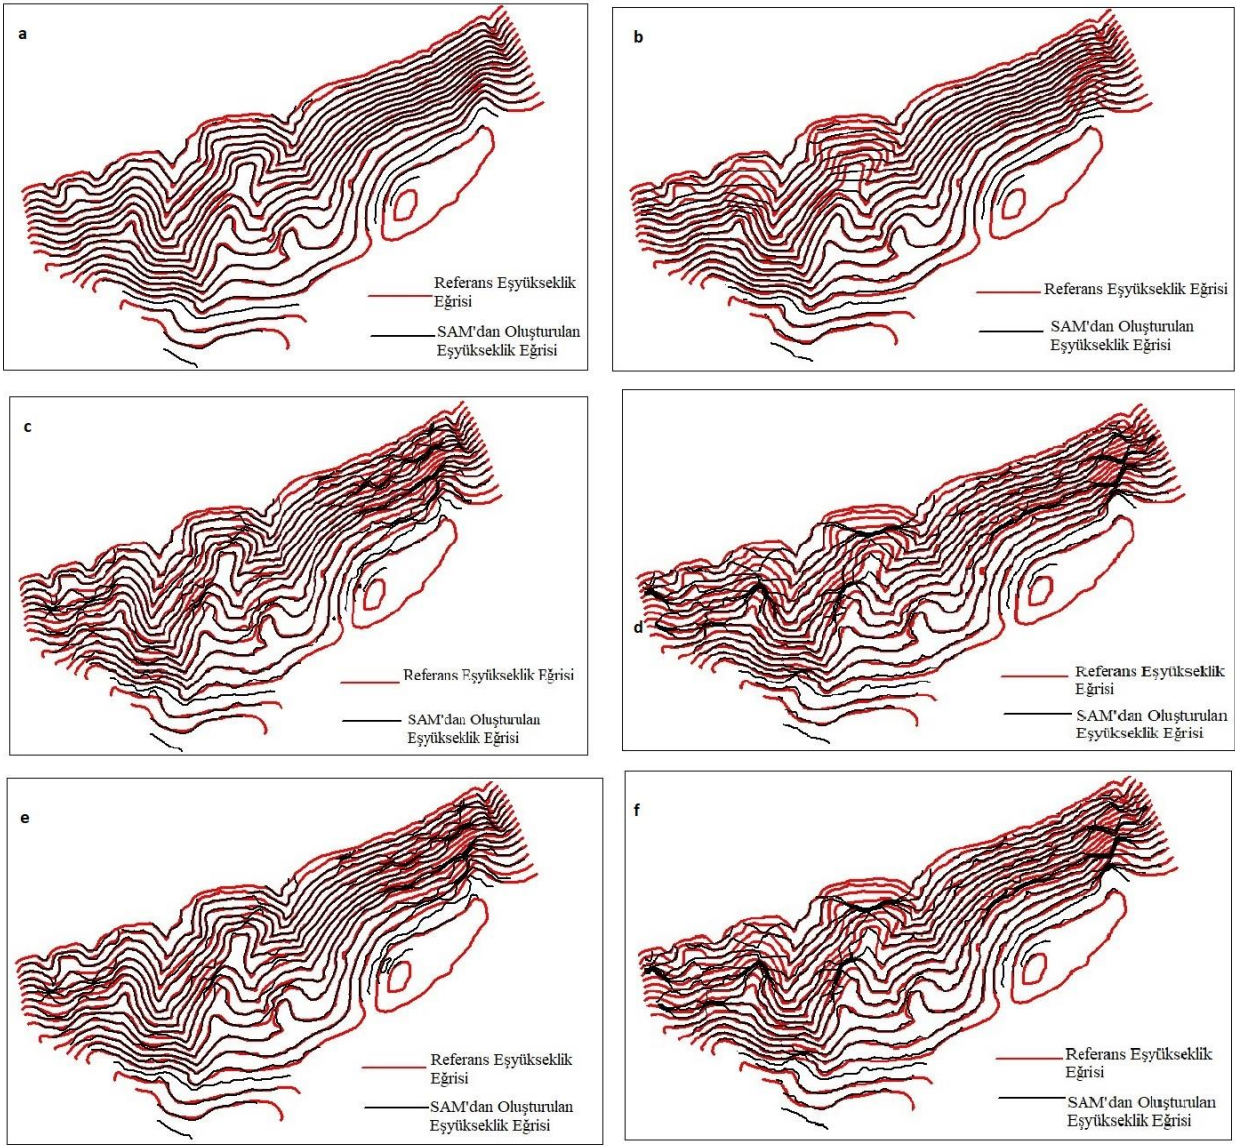 a
Referans Eşyükseklik
Eğrisi
SAM'dan Oluşturulan
Eşyükseklik Eğrisi
b
Referans Eşyükseklik Eğrisi
SAM'dan Oluşturulan
Eşyükseklik Eğrisi
c
Referans Eşyükseklik Eğrisi
SAM'dan Oluşturulan
Eşyükseklik Eğrisi
d
Referans Eşyükseklik
Eğrisi
SAM'dan Oluşturulan
Eşyükseklik Eğrisi
e
Referans Eşyükseklik
Eğrisi
SAM'dan Oluşturulan
Eşyükseklik Eğrisi
f
Referans Eşyükseklik
Eğrisi
SAM'dan Oluşturulan
Eşyükseklik Eğrisi